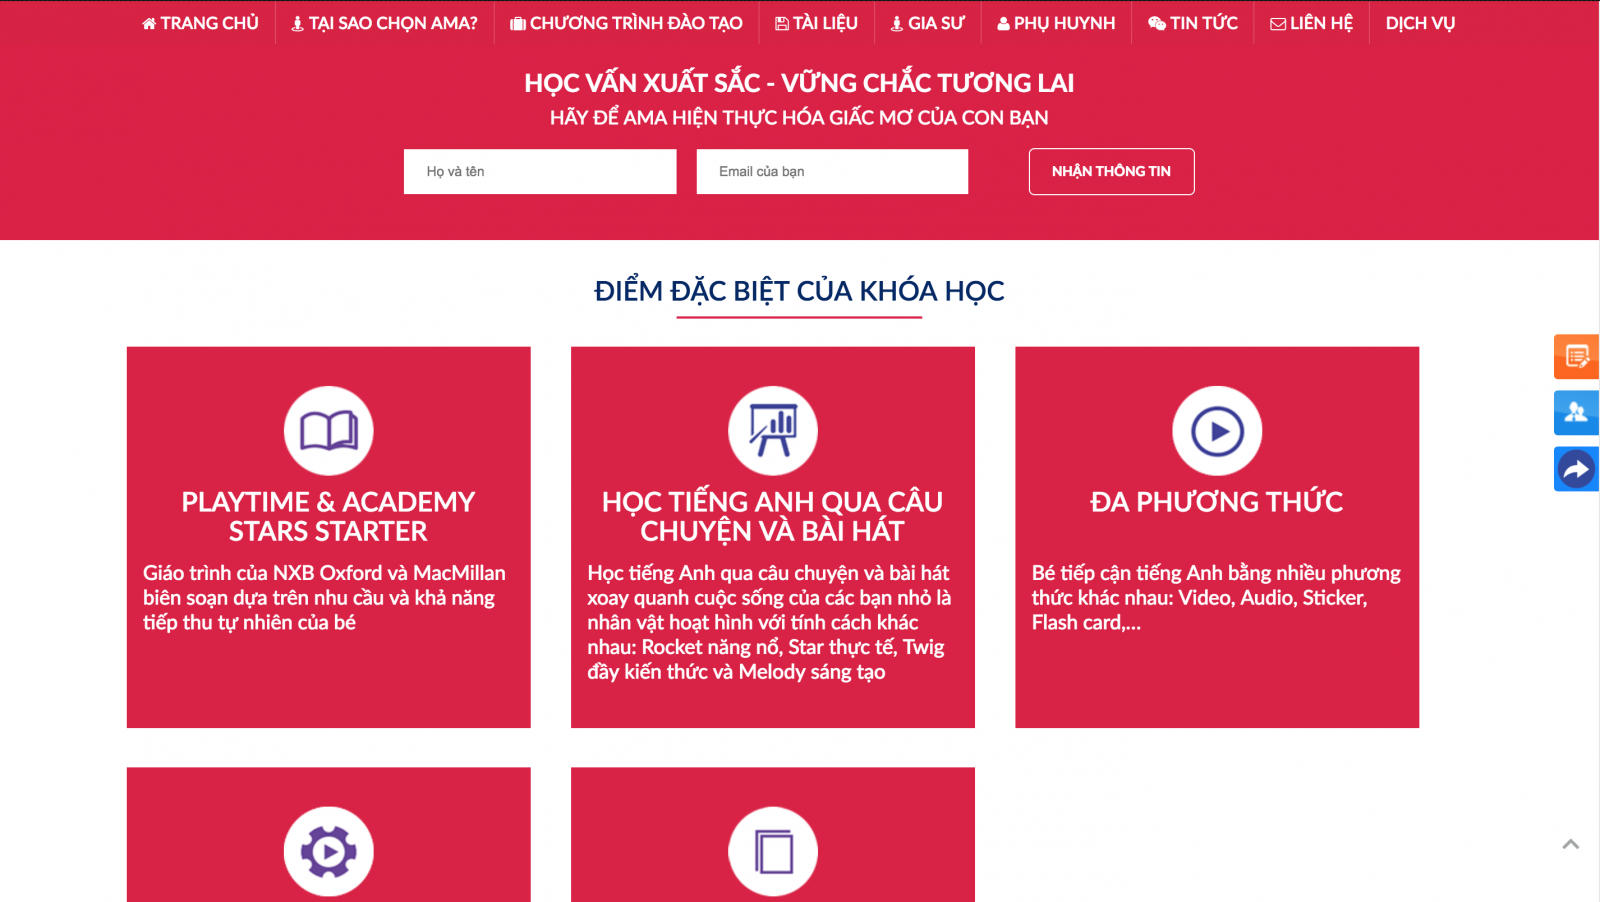 TRANG CHỦ
TẠI SAO CHỌN AMA?
CHƯƠNG TRÌNH ĐÀO TẠO
TÀI LIỆU
GIA SƯ
PHỤ HUYNH
TIN TỨC
LIÊN HỆ
DỊCH VỤ
HỌC VẤN XUẤT SẮC - VỮNG CHẮC TƯƠNG LAI
HÃY ĐỂ AMA HIỆN THỰC HÓA GIẤC MƠ CỦA CON BẠN
Họ và tên
Email của bạn
NHẬN THÔNG TIN
ĐIỂM ĐẶC BIỆT CỦA KHÓA HỌC
PLAYTIME & ACADEMY
STARS STARTER
Giáo trình của NXB Oxford và MacMillan
biên soạn dựa trên nhu cầu và khả năng
tiếp thu tự nhiên của bé
HỌC TIẾNG ANH QUA CÂU
CHUYỆN VÀ BÀI HÁT
Học tiếng Anh qua câu chuyện và bài hát
xoay quanh cuộc sống của các bạn nhỏ là
nhân vật hoạt hình với tính cách khác
nhau: Rocket năng nổ, Star thực tế, Twig
đầy kiến thức và Melody sáng tạo
ĐA PHƯƠNG THỨC
Bé tiếp cận tiếng Anh bằng nhiều phương
thức khác nhau: Video, Audio, Sticker,
Flash card,...